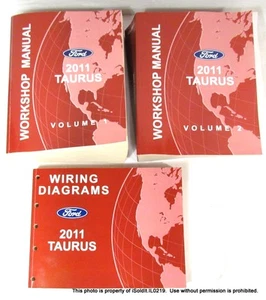 WORKSHOP MANUAL
Ford
2011
TAURUS
VOLUME 1
WORKSHOP MANUAL
Ford
2011
TAURUS
VOLUME 2
WIRING
DIAGRAMS
Ford
2011
TAURUS
This photo is property of iSoldIt.IL0219. Use without permission is prohibited.